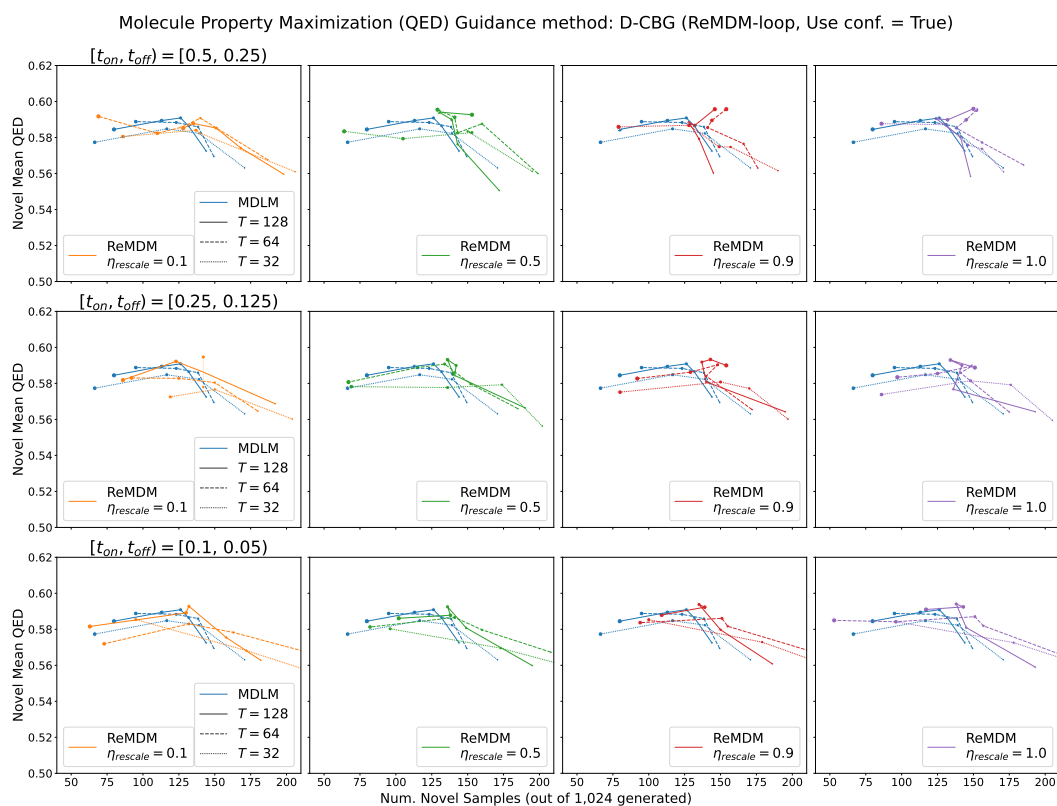 Molecule Property Maximization (QED) Guidance method: D-CBG (ReMDM-loop, Use conf. = True)
[t_on, t_off) = [0.5, 0.25)
Novel Mean QED
0.62
0.60
0.58
0.56
0.54
0.52
0.50
MDLM
T = 128
T = 64
T = 32
ReMDM
η_rescale = 0.1
ReMDM
η_rescale = 0.5
ReMDM
η_rescale = 0.9
ReMDM
η_rescale = 1.0
[t_on, t_off) = [0.25, 0.125)
Novel Mean QED
0.62
0.60
0.58
0.56
0.54
0.52
0.50
MDLM
T = 128
T = 64
T = 32
ReMDM
η_rescale = 0.1
ReMDM
η_rescale = 0.5
ReMDM
η_rescale = 0.9
ReMDM
η_rescale = 1.0
[t_on, t_off) = [0.1, 0.05)
Novel Mean QED
0.62
0.60
0.58
0.56
0.54
0.52
0.50
MDLM
T = 128
T = 64
T = 32
ReMDM
η_rescale = 0.1
ReMDM
η_rescale = 0.5
ReMDM
η_rescale = 0.9
ReMDM
η_rescale = 1.0
50 75 100 125 150 175 200
50 75 100 125 150 175 200
50 75 100 125 150 175 200
50 75 100 125 150 175 200
Num. Novel Samples (out of 1,024 generated)